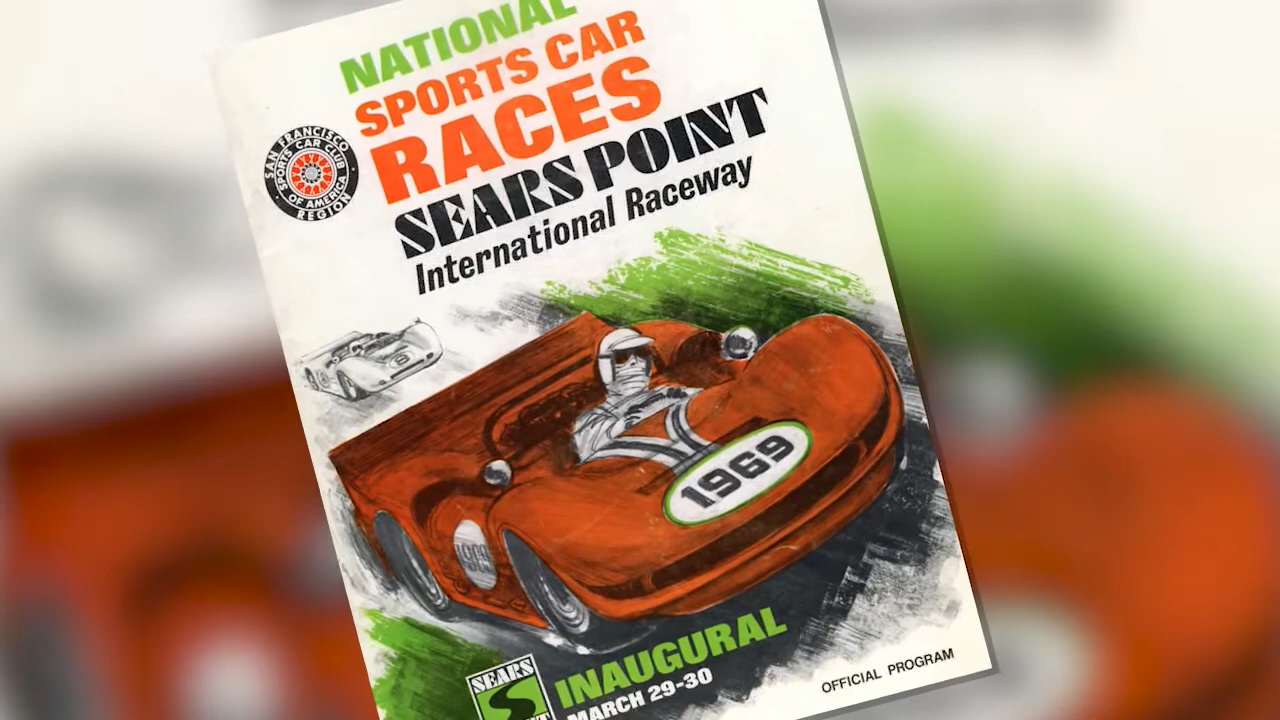 NATIONAL
SPORTS CAR
RACES
SEARS POINT
International Raceway
SAN FRANCISCO
SPORTS CAR CLUB
OF AMERICA
REGION
1969
INAUGURAL
MARCH 29-30
SEARS
OFFICIAL PROGRAM